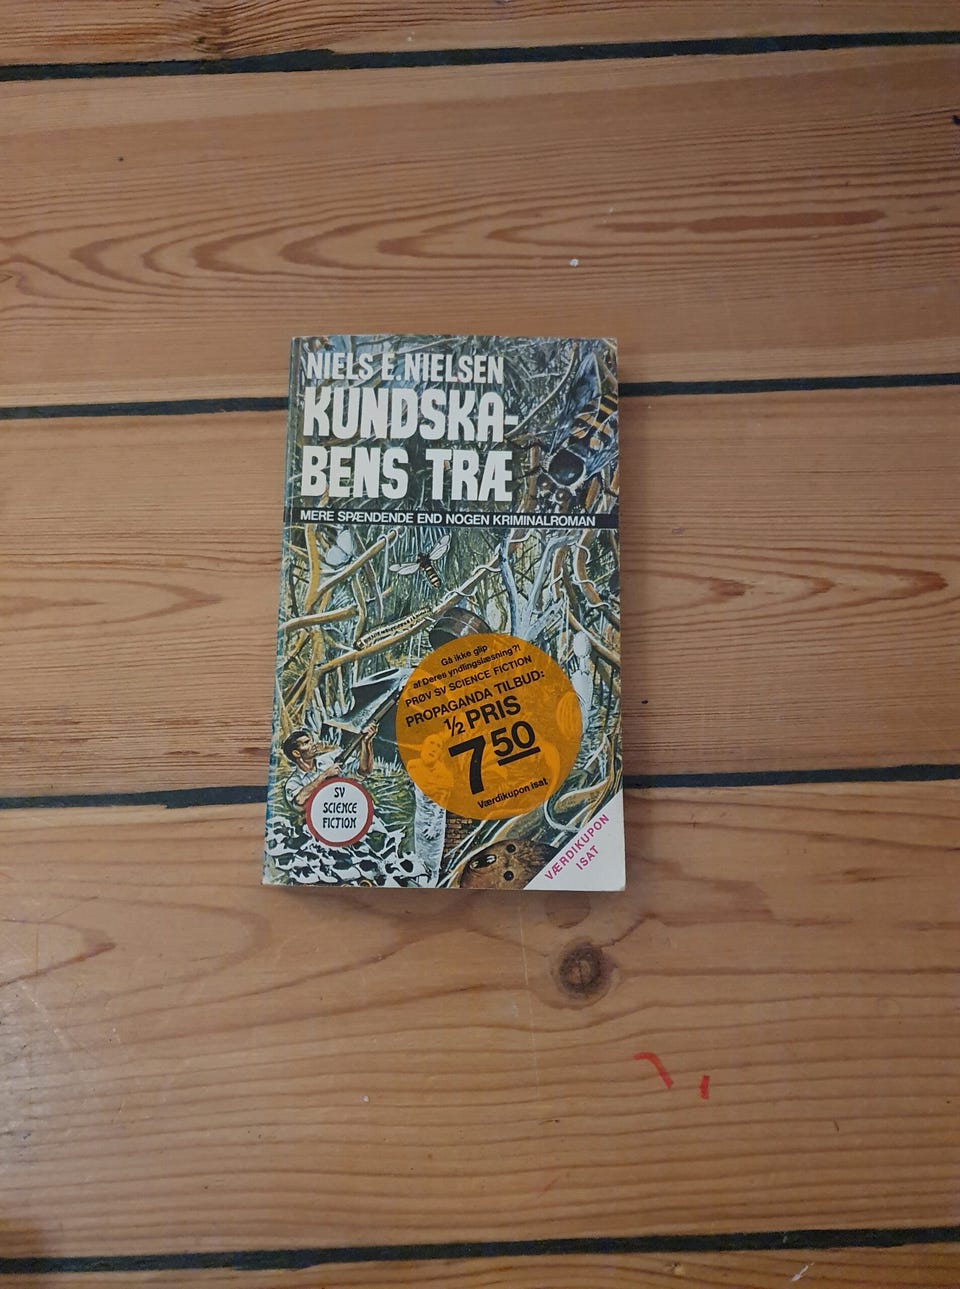 NIELS E. NIELSEN
KUNDSKA-
BENS TRÆ
MERE SPÆNDENDE END NOGEN KRIMINALROMAN
Gå ikke glip
af Deres yndlingslæsning?!
PRØV SV SCIENCE FICTION
PROPAGANDA TILBUD:
½ PRIS
7 50
Værdikupon isat
SV
SCIENCE
FICTION
VÆRDIKUPON
ISAT